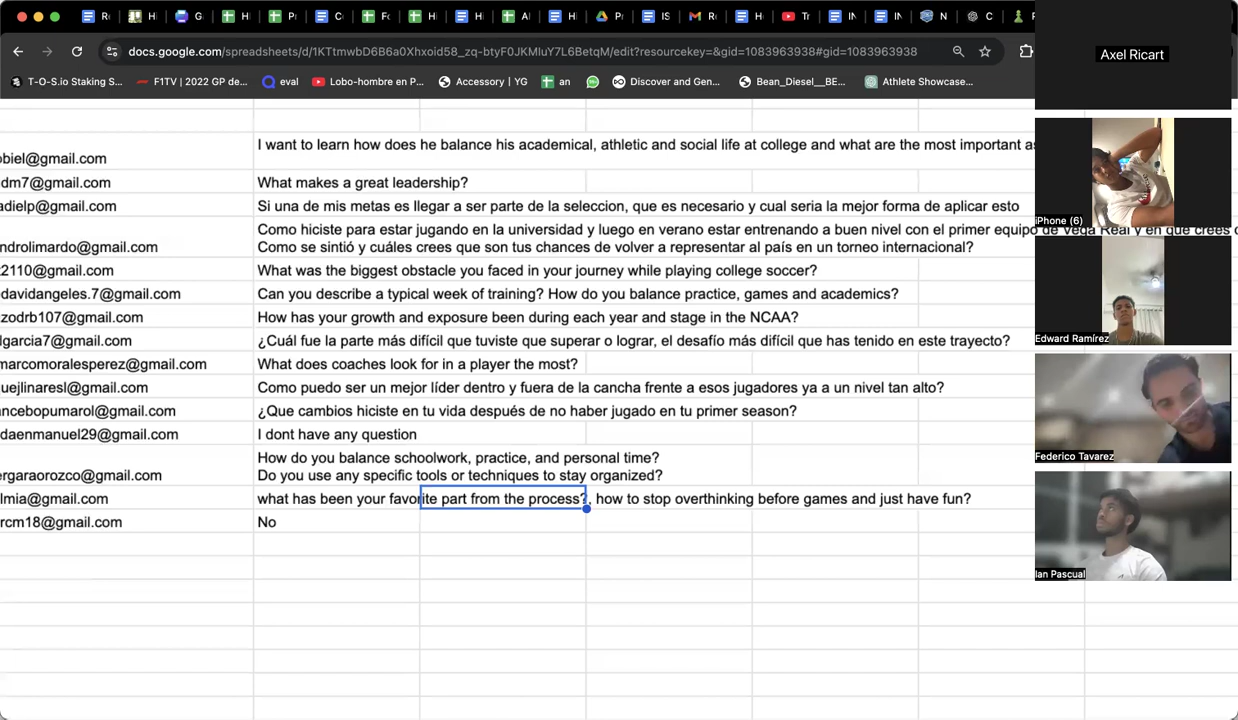 Re
Hi
G
Hi
Pr
C
Fo
Hi
Hi
Al
Hi
Pr
IS
Re
H
Tr
IN
IN
N
C
P
docs.google.com/spreadsheets/d/1KTtmwbD6B6a0Xhxoid58_zq-btyF0JKMIuY7L6BetqM/edit?resourcekey=&gid=1083963938#gid=1083963938
T-O-S.io Staking S...
F1TV | 2022 GP de...
eval
Lobo-hombre en P...
Accessory | YG
an
Discover and Gen...
Bean_Diesel__BE...
Athlete Showcase...
Axel Ricart
I want to learn how does he balance his academical, athletic and social life at college and what are the most important as
obiel@gmail.com
dm7@gmail.com What makes a great leadership?
adielp@gmail.com Si una de mis metas es llegar a ser parte de la seleccion, que es necesario y cual seria la mejor forma de aplicar esto
iPhone (6)
Como hiciste para estar jugando en la universidad y luego en verano estar entrenando a buen nivel con el primer equipo de Vega Real y en que crees
ndrolimardo@gmail.com Como se sintió y cuáles crees que son tus chances de volver a representar al país en un torneo internacional?
2110@gmail.com What was the biggest obstacle you faced in your journey while playing college soccer?
davidangeles.7@gmail.com Can you describe a typical week of training? How do you balance practice, games and academics?
zodrb107@gmail.com How has your growth and exposure been during each year and stage in the NCAA?
lgarcia7@gmail.com ¿Cuál fue la parte más difícil que tuviste que superar o lograr, el desafío más difícil que has tenido en este trayecto?
Edward Ramírez
marcomoralesperez@gmail.com What does coaches look for in a player the most?
uejlinaresl@gmail.com Como puedo ser un mejor líder dentro y fuera de la cancha frente a esos jugadores ya a un nivel tan alto?
ancebopumarol@gmail.com ¿Que cambios hiciste en tu vida después de no haber jugado en tu primer season?
daenmanuel29@gmail.com I dont have any question
How do you balance schoolwork, practice, and personal time?
Federico Tavarez
ergaraorozco@gmail.com Do you use any specific tools or techniques to stay organized?
lmia@gmail.com what has been your favorite part from the process?, how to stop overthinking before games and just have fun?
rcm18@gmail.com No
Ian Pascual